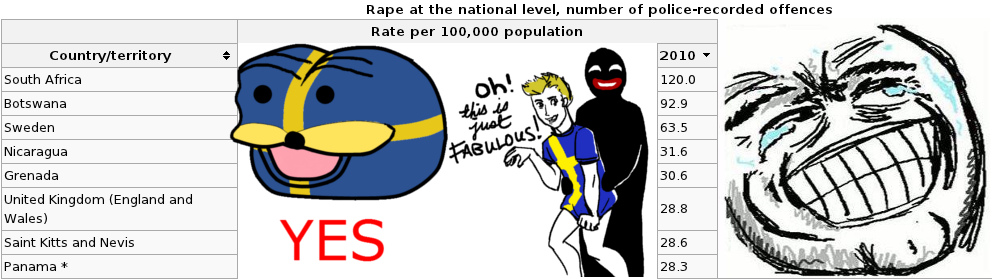 Rape at the national level, number of police-recorded offences
Rate per 100,000 population
Country/territory 2010
South Africa 120.0
Botswana 92.9
Sweden 63.5
Nicaragua 31.6
Grenada 30.6
United Kingdom (England and
Wales) 28.8
Saint Kitts and Nevis 28.6
Panama * 28.3
YES
oh!
this is
just
FABULOUS!